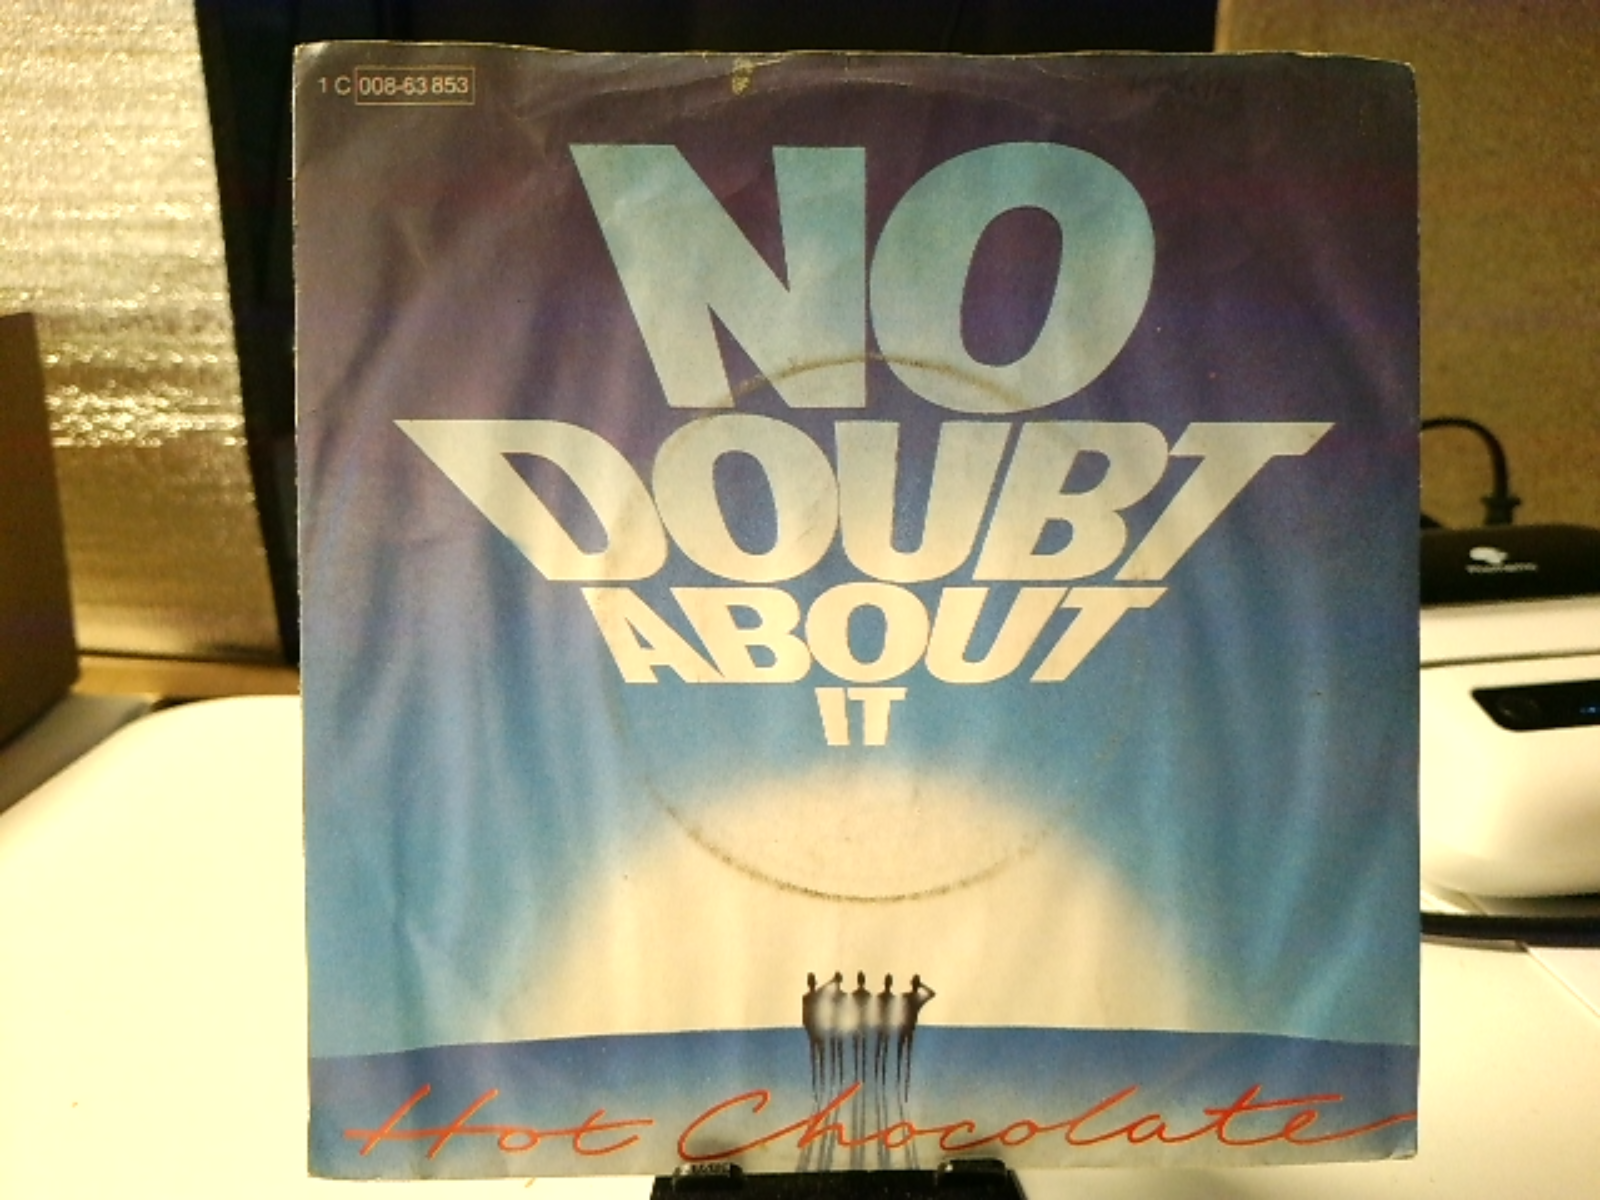 1 C 008-63 853
NO
DOUBT
ABOUT
IT
Hot Chocolate